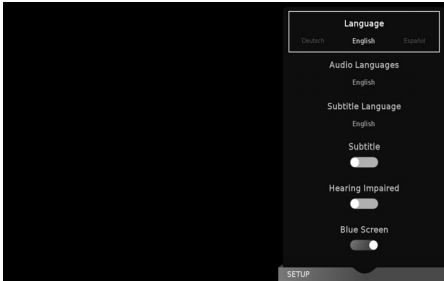 Language
Deutsch English Español
Audio Languages
English
Subtitle Language
English
Subtitle
Hearing Impaired
Blue Screen
SETUP